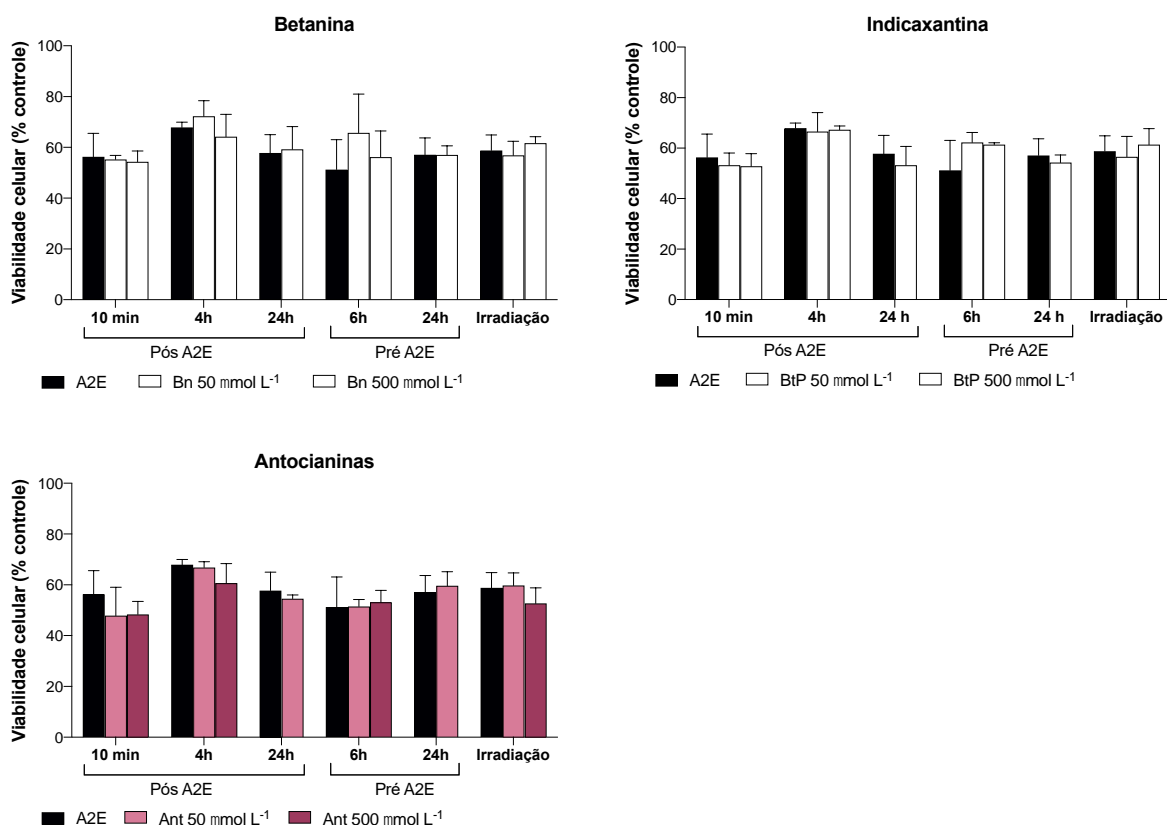 Betanina
Viabilidade celular (% controle)
100
80
60
40
20
0
10 min 4h 24h 6h 24h Irradiação
Pós A2E Pré A2E
A2E Bn 50 mmol L⁻¹ Bn 500 mmol L⁻¹
Indicaxantina
Viabilidade celular (% controle)
100
80
60
40
20
0
10 min 4h 24 h 6h 24 h Irradiação
Pós A2E Pré A2E
A2E BtP 50 mmol L⁻¹ BtP 500 mmol L⁻¹
Antocianinas
Viabilidade celular (% controle)
100
80
60
40
20
0
10 min 4h 24h 6h 24h Irradiação
Pós A2E Pré A2E
A2E Ant 50 mmol L⁻¹ Ant 500 mmol L⁻¹